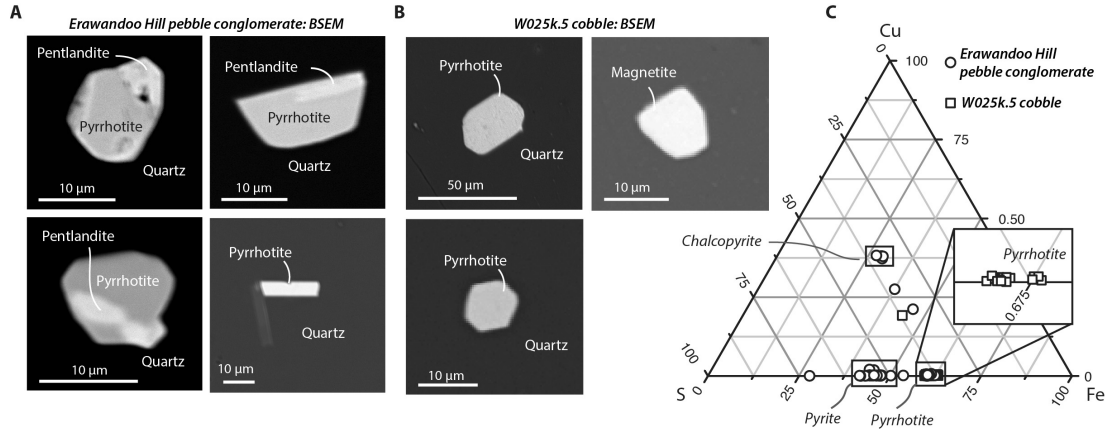 A
Erawandoo Hill pebble conglomerate: BSEM
Pentlandite
Pyrrhotite
Quartz
10 µm
Pentlandite
Pyrrhotite
Quartz
10 µm
Pentlandite
Pyrrhotite
Quartz
10 µm
Pyrrhotite
Quartz
10 µm
B
W025k.5 cobble: BSEM
Pyrrhotite
Quartz
50 µm
Magnetite
10 µm
Pyrrhotite
Quartz
10 µm
C
Cu
0
100
Erawandoo Hill
pebble conglomerate
W025k.5 cobble
25
75
50
0.50
Chalcopyrite
Pyrrhotite
0.675
75
100
S
0
25
50
75
100
0
Fe
Pyrite
Pyrrhotite